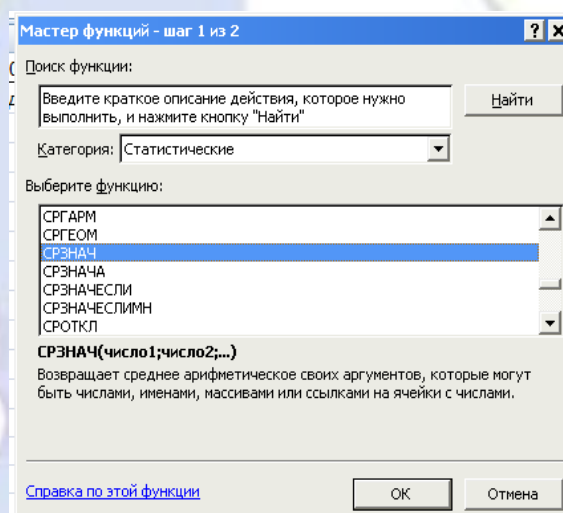 Мастер функций - шаг 1 из 2
Поиск функции:
Введите краткое описание действия, которое нужно
выполнить, и нажмите кнопку "Найти"
Найти
Категория: Статистические
Выберите функцию:
СРГАРМ
СРГЕОМ
СРЗНАЧ
СРЗНАЧА
СРЗНАЧЕСЛИ
СРЗНАЧЕСЛИМН
СРОТКЛ
СРЗНАЧ(число1;число2;...)
Возвращает среднее арифметическое своих аргументов, которые могут
быть числами, именами, массивами или ссылками на ячейки с числами.
Справка по этой функции
ОК
Отмена